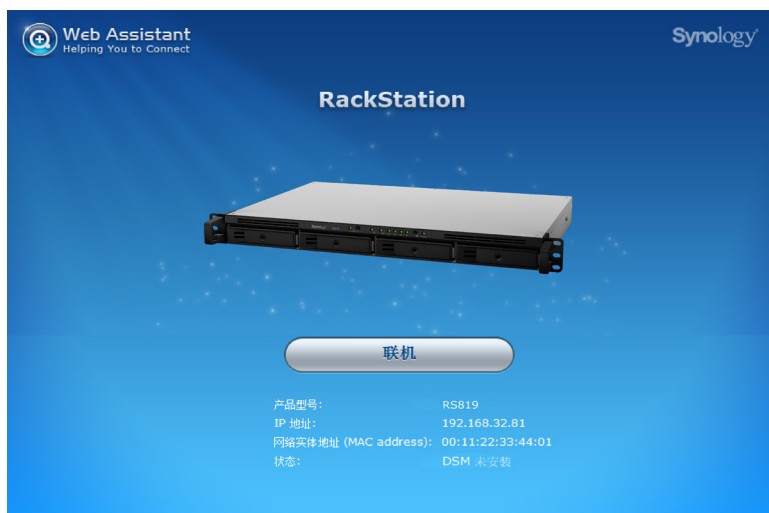 Web Assistant
Helping You to Connect
Synology
RackStation
联机
产品型号: RS819
IP 地址: 192.168.32.81
网络实体地址 (MAC address): 00:11:22:33:44:01
状态: DSM 未安装